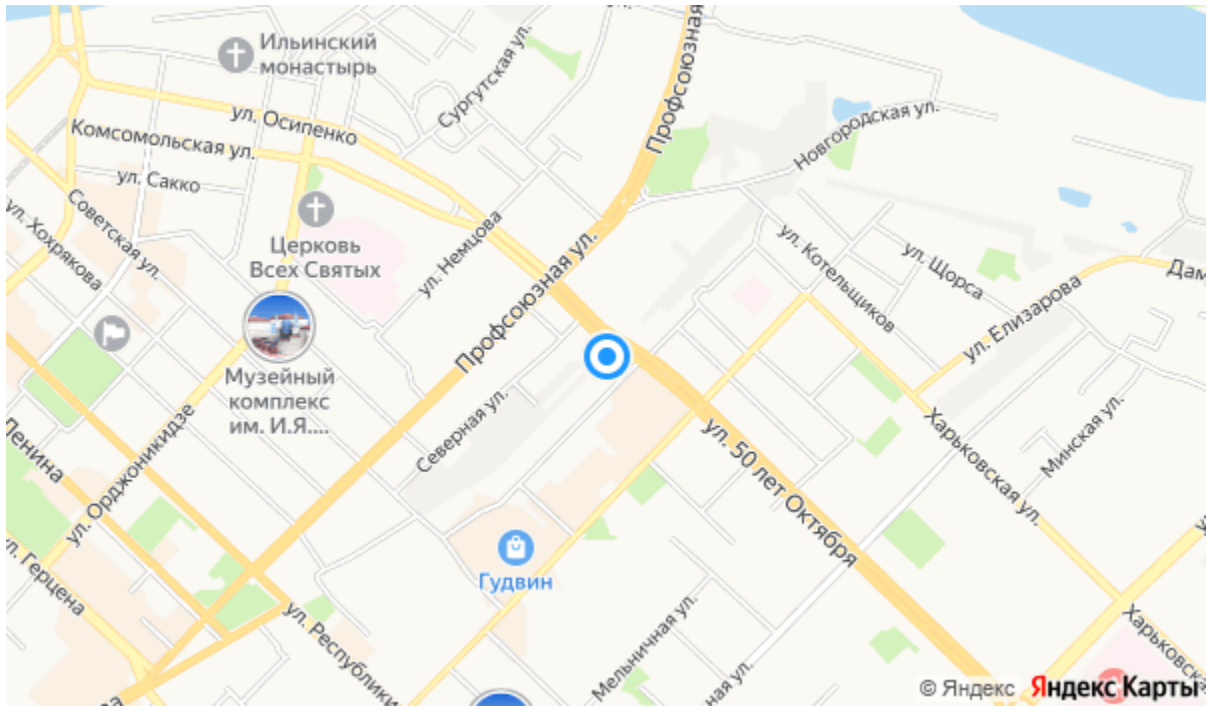 Ильинский
монастырь
Сургутская ул.
Профсоюзная
ул. Осипенко
Комсомольская ул.
Новгородская ул.
ул. Сакко
Советская ул.
ул. Хохрякова
Церковь
Всех Святых
ул. Немцова
Профсоюзная ул.
ул. Котельщиков
ул. Щорса
Дам
ул. Елизарова
Музейный
комплекс
им. И.Я....
Северная ул.
Ленина
ул. Орджоникидзе
ул. 50 лет Октября
Харьковская ул.
Минская ул.
Гудвин
ул. Герцена
ул. Республики
Мельничная ул.
ная ул.
Харьковска
© Яндекс Яндекс Карты